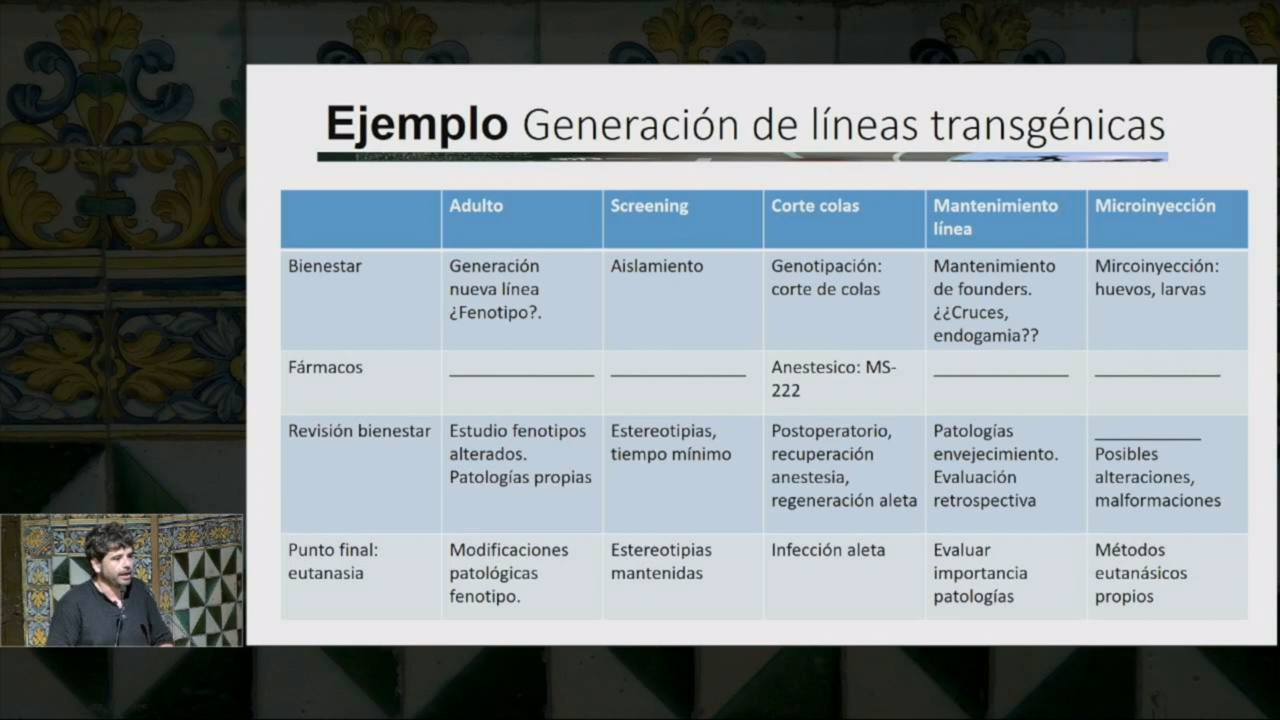 Ejemplo Generación de líneas transgénicas
Adulto
Screening
Corte colas
Mantenimiento
línea
Microinyección
Bienestar
Generación
nueva línea
¿Fenotipo?.
Aislamiento
Genotipación:
corte de colas
Mantenimiento
de founders.
¿¿Cruces,
endogamia??
Mircoinyección:
huevos, larvas
Fármacos
Anestesico: MS-
222
Revisión bienestar
Estudio fenotipos
alterados.
Patologías propias
Estereotipias,
tiempo mínimo
Postoperatorio,
recuperación
anestesia,
regeneración aleta
Patologías
envejecimiento.
Evaluación
retrospectiva
Posibles
alteraciones,
malformaciones
Punto final:
eutanasia
Modificaciones
patológicas
fenotipo.
Estereotipias
mantenidas
Infección aleta
Evaluar
importancia
patologías
Métodos
eutanásicos
propios